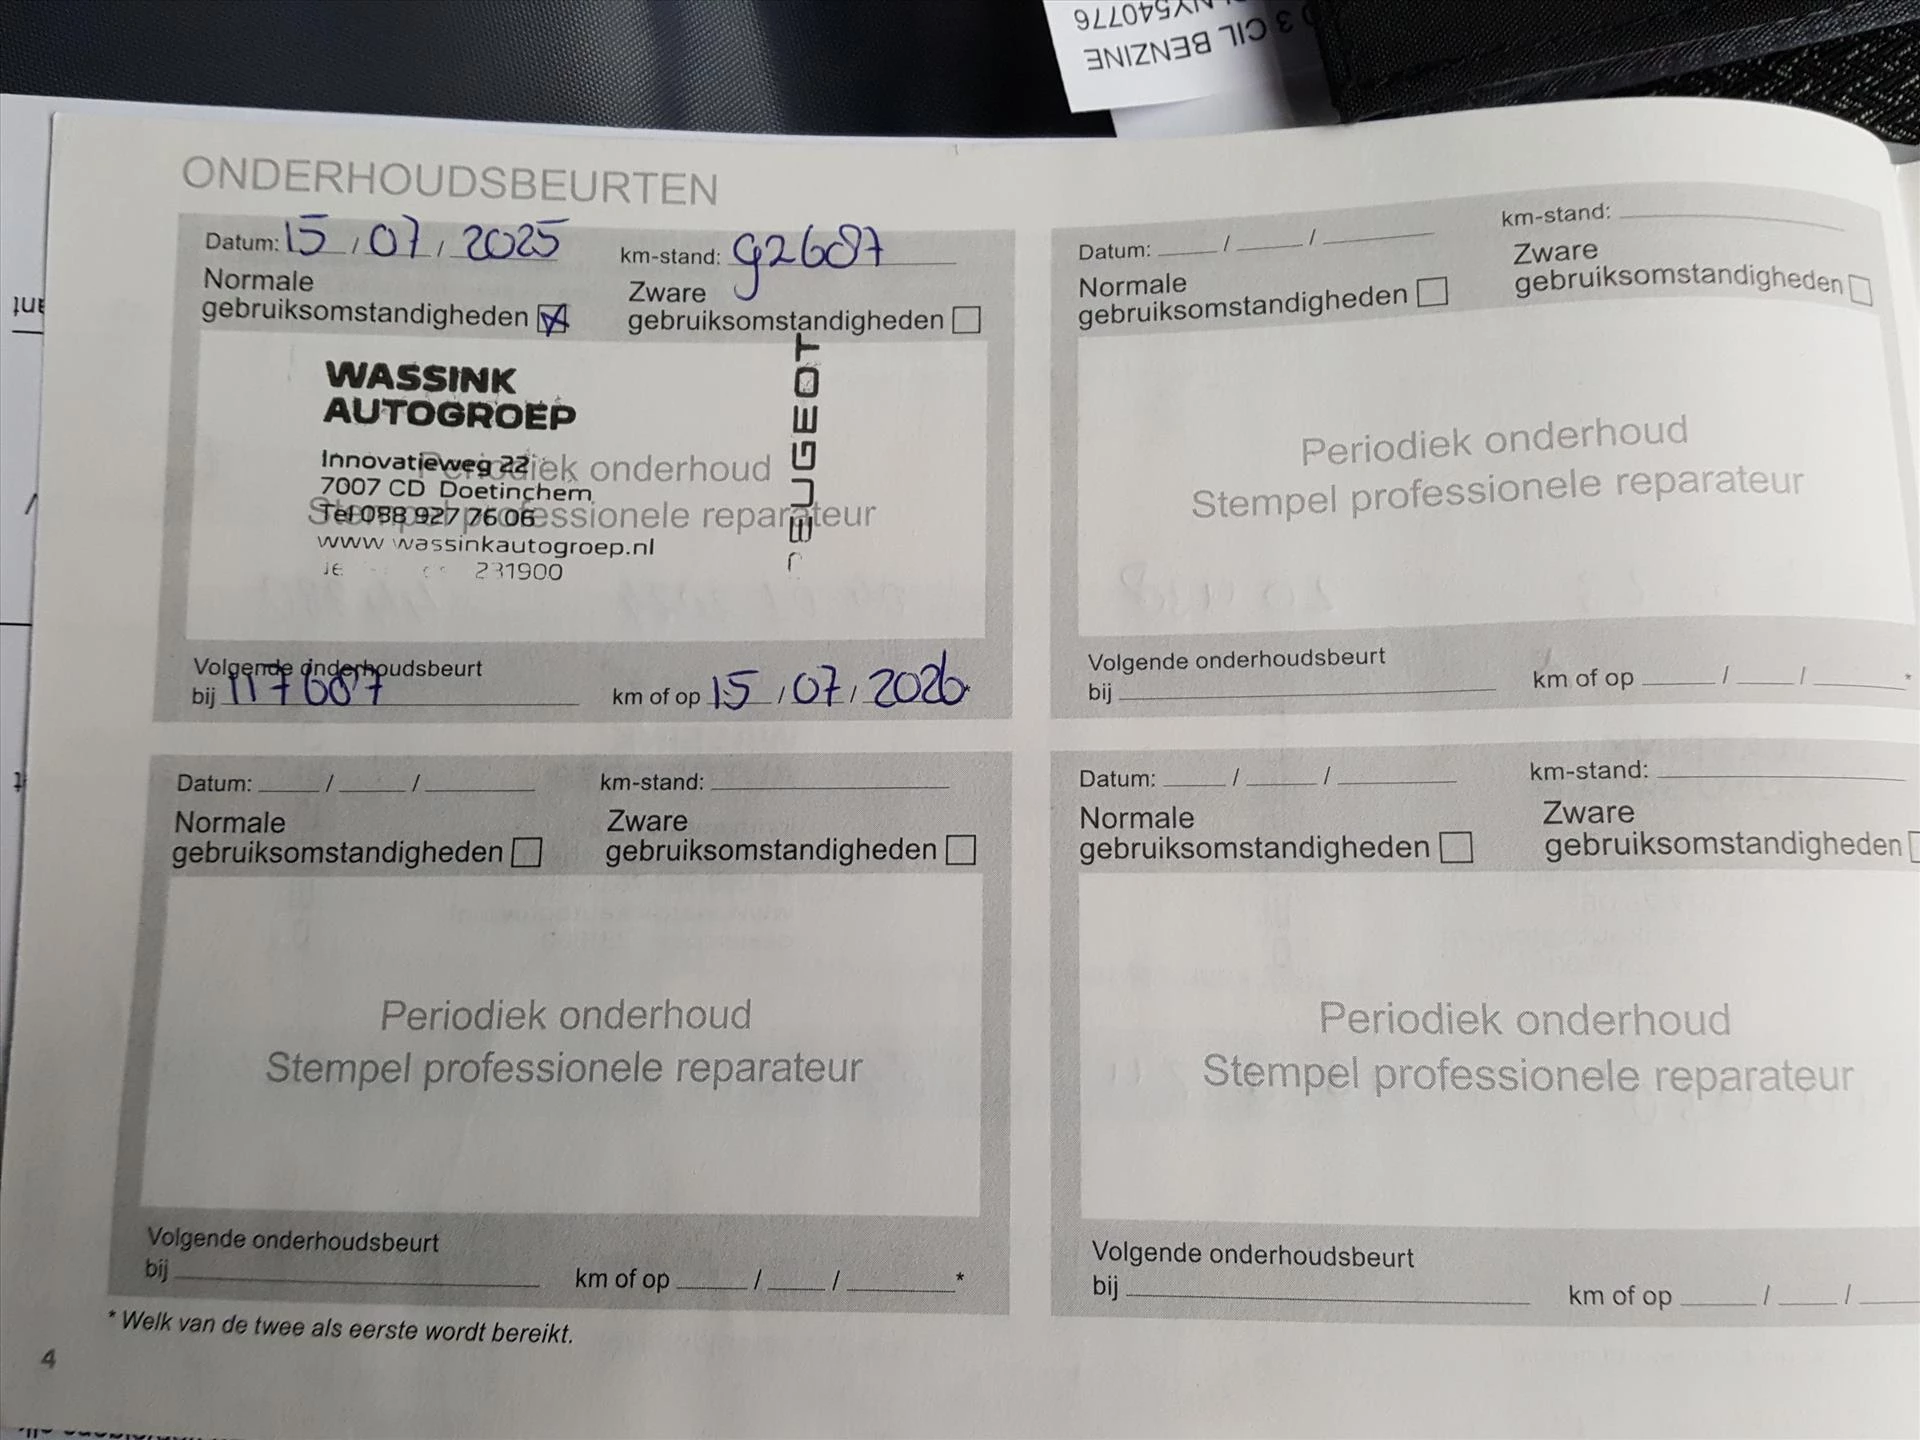 NY540776
3 CIL BENZINE
ONDERHOUDSBEURTEN
Datum: 15 / 07 / 2025 km-stand: 92687
Normale
gebruiksomstandigheden
Zware
gebruiksomstandigheden
WASSINK
AUTOGROEP
Innovatieweg 22
7007 CD Doetinchem
Tel 088 927 76 06
www wassinkautogroep.nl
231900
PEUGEOT
Periodiek onderhoud
Stempel professionele reparateur
Volgende onderhoudsbeurt
bij 117687 km of op 15 / 07 / 2026 *
Datum: / / km-stand:
Normale
gebruiksomstandigheden
Zware
gebruiksomstandigheden
Periodiek onderhoud
Stempel professionele reparateur
Volgende onderhoudsbeurt
bij km of op / / *
Datum: / / km-stand:
Normale
gebruiksomstandigheden
Zware
gebruiksomstandigheden
Periodiek onderhoud
Stempel professionele reparateur
Volgende onderhoudsbeurt
bij km of op / / *
* Welk van de twee als eerste wordt bereikt.
4
Datum: / / km-stand:
Normale
gebruiksomstandigheden
Zware
gebruiksomstandigheden
Periodiek onderhoud
Stempel professionele reparateur
Volgende onderhoudsbeurt
bij km of op / /